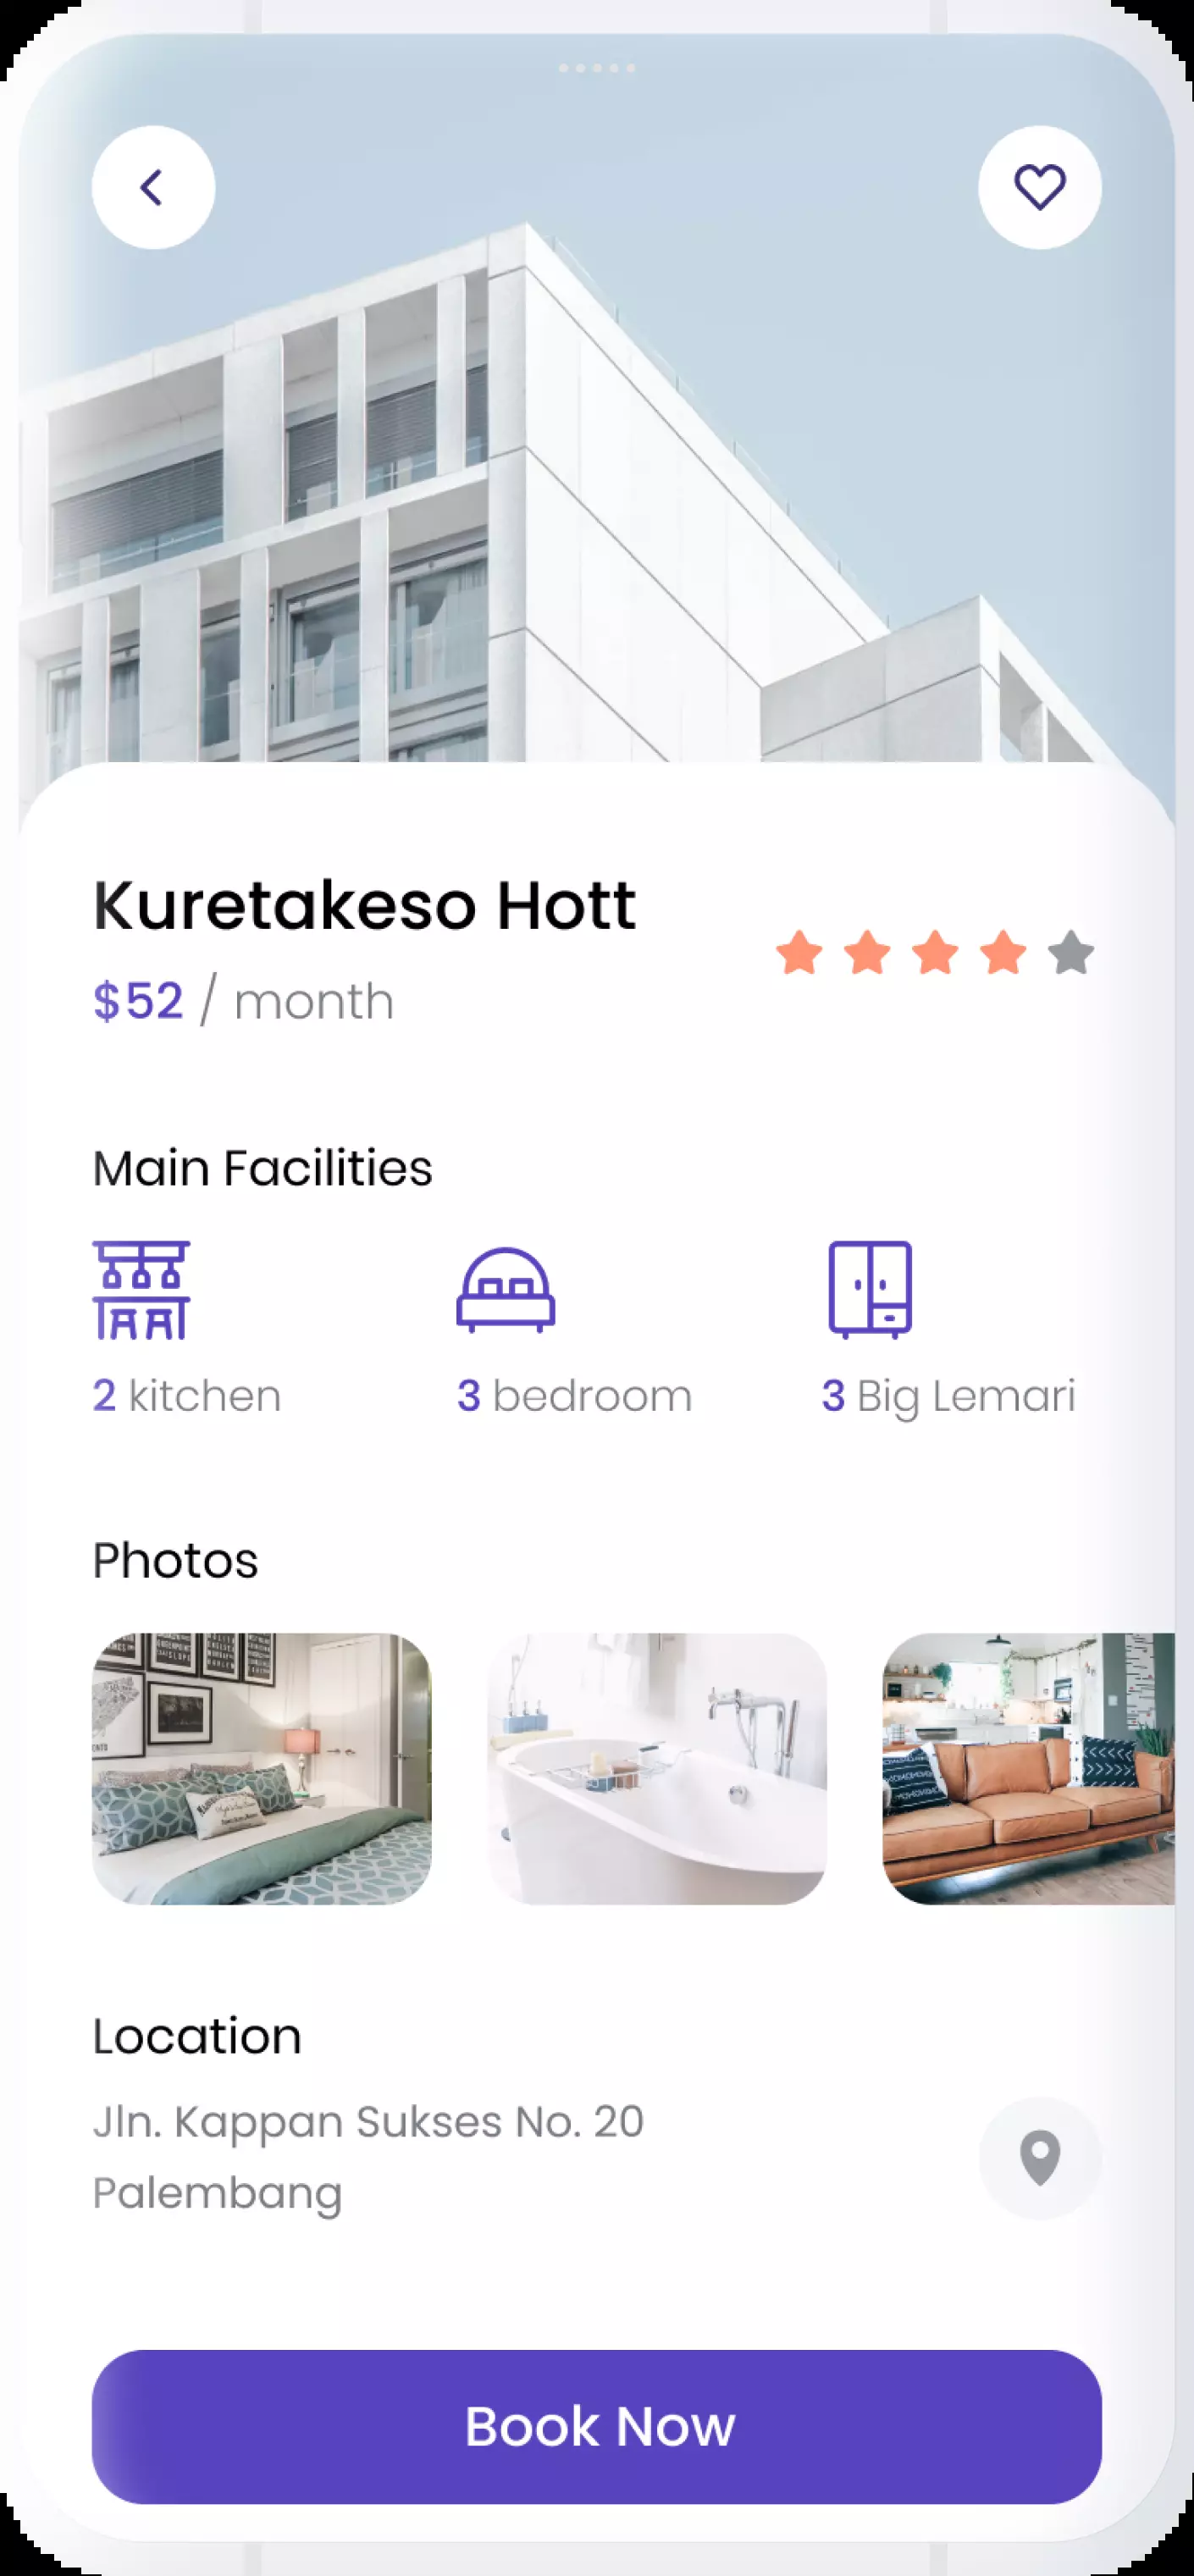 Kuretakeso Hott
$52 / month
Main Facilities
2 kitchen
3 bedroom
3 Big Lemari
Photos
Location
Jln. Kappan Sukses No. 20
Palembang
Book Now